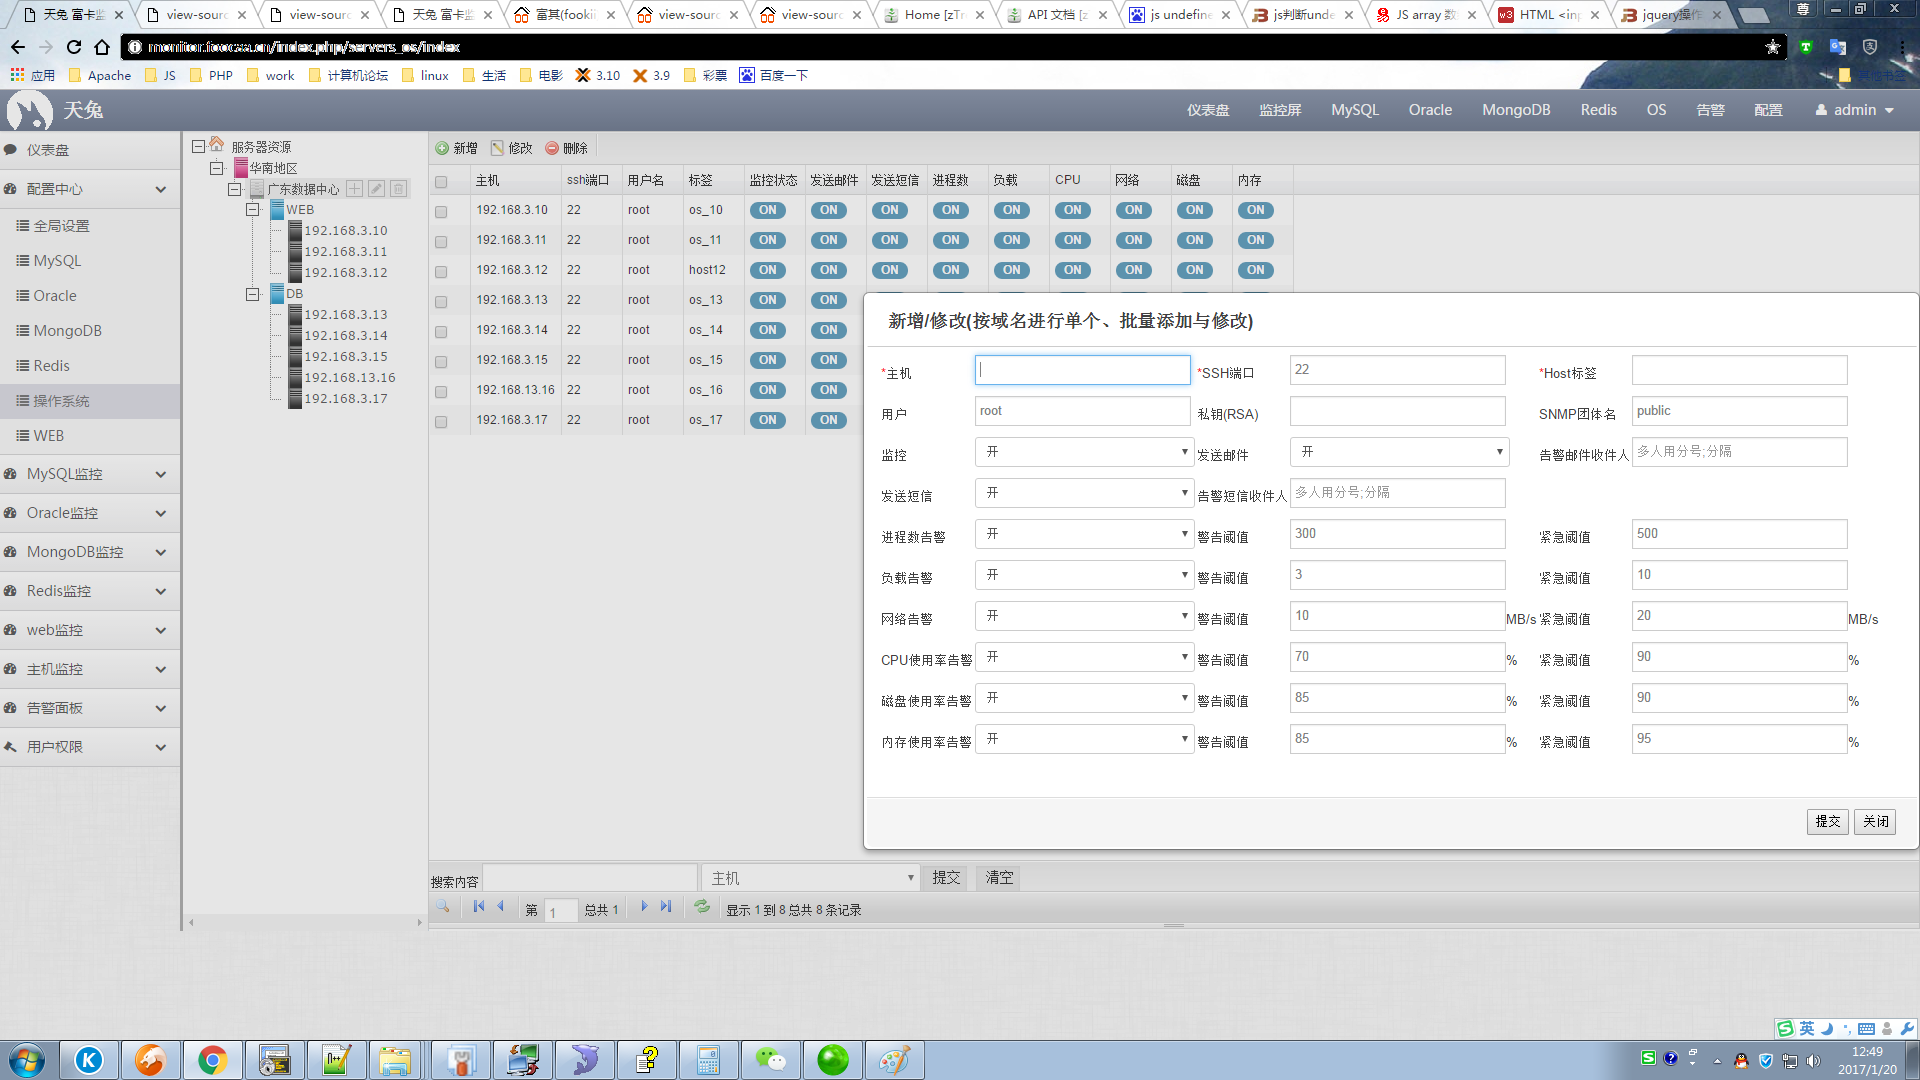 天兔 富卡监
view-sourc
view-sourc
天兔 富卡监
富其(fooki
view-sourc
view-sourc
Home [zTr
API 文档 [z
js undefine
js判断unde
JS array 数
HTML <inp
jquery操作
monitor.foocaa.cn/index.php/servers_os/index
应用 Apache JS PHP work 计算机论坛 linux 生活 电影 3.10 3.9 彩票 百度一下 其他书签
天兔
仪表盘 监控屏 MySQL Oracle MongoDB Redis OS 告警 配置 admin
仪表盘
配置中心
全局设置
MySQL
Oracle
MongoDB
Redis
操作系统
WEB
MySQL监控
Oracle监控
MongoDB监控
Redis监控
web监控
主机监控
告警面板
用户权限
服务器资源
华南地区
广东数据中心
WEB
192.168.3.10
192.168.3.11
192.168.3.12
DB
192.168.3.13
192.168.3.14
192.168.3.15
192.168.13.16
192.168.3.17
新增 修改 删除
主机 ssh端口 用户名 标签 监控状态 发送邮件 发送短信 进程数 负载 CPU 网络 磁盘 内存
192.168.3.10 22 root os_10 ON ON ON ON ON ON ON ON ON
192.168.3.11 22 root os_11 ON ON ON ON ON ON ON ON ON
192.168.3.12 22 root host12 ON ON ON ON ON ON ON ON ON
192.168.3.13 22 root os_13 ON ON
192.168.3.14 22 root os_14 ON ON
192.168.3.15 22 root os_15 ON ON
192.168.13.16 22 root os_16 ON ON
192.168.3.17 22 root os_17 ON ON
新增/修改(按域名进行单个、批量添加与修改)
*主机 *SSH端口 22 *Host标签
用户 root 私钥(RSA) SNMP团体名 public
监控 开 发送邮件 开 告警邮件收件人 多人用分号;分隔
发送短信 开 告警短信收件人 多人用分号;分隔
进程数告警 开 警告阈值 300 紧急阈值 500
负载告警 开 警告阈值 3 紧急阈值 10
网络告警 开 警告阈值 10 MB/s 紧急阈值 20 MB/s
CPU使用率告警 开 警告阈值 70 % 紧急阈值 90 %
磁盘使用率告警 开 警告阈值 85 % 紧急阈值 90 %
内存使用率告警 开 警告阈值 85 % 紧急阈值 95 %
提交 关闭
搜索内容 主机 提交 清空
第 1 总共 1 显示 1 到 8 总共 8 条记录
英
12:49
2017/1/20